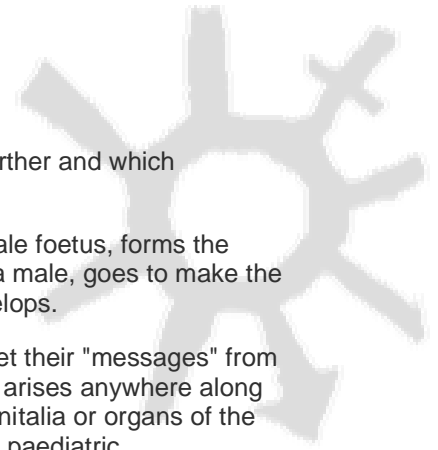 rther and which
ale foetus, forms the
a male, goes to make the
elops.
et their "messages" from
arises anywhere along
nitalia or organs of the
paediatric